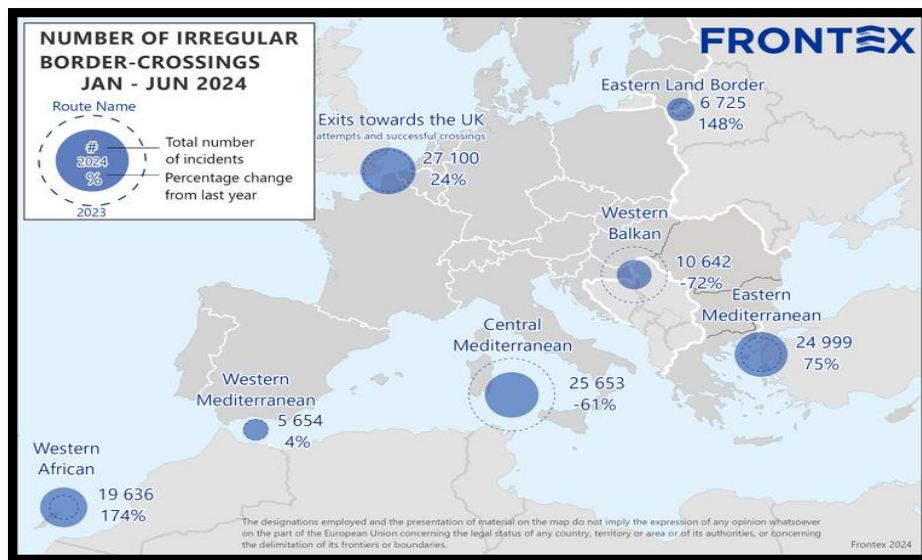 NUMBER OF IRREGULAR
BORDER-CROSSINGS
JAN - JUN 2024
Route Name
#
2024
%
Total number
of incidents
Percentage change
from last year
2023
FRONTEX
Eastern Land Border
6 725
148%
Exits towards the UK
attempts and successful crossings
27 100
24%
Western
Balkan
10 642
-72%
Eastern
Mediterranean
24 999
75%
Central
Mediterranean
25 653
-61%
Western
Mediterranean
5 654
4%
Western
African
19 636
174%
The designations employed and the presentation of material on the map do not imply the expression of any opinion whatsoever
on the part of the European Union concerning the legal status of any country, territory or area or of its authorities, or concerning
the delimitation of its frontiers or boundaries.
Frontex 2024